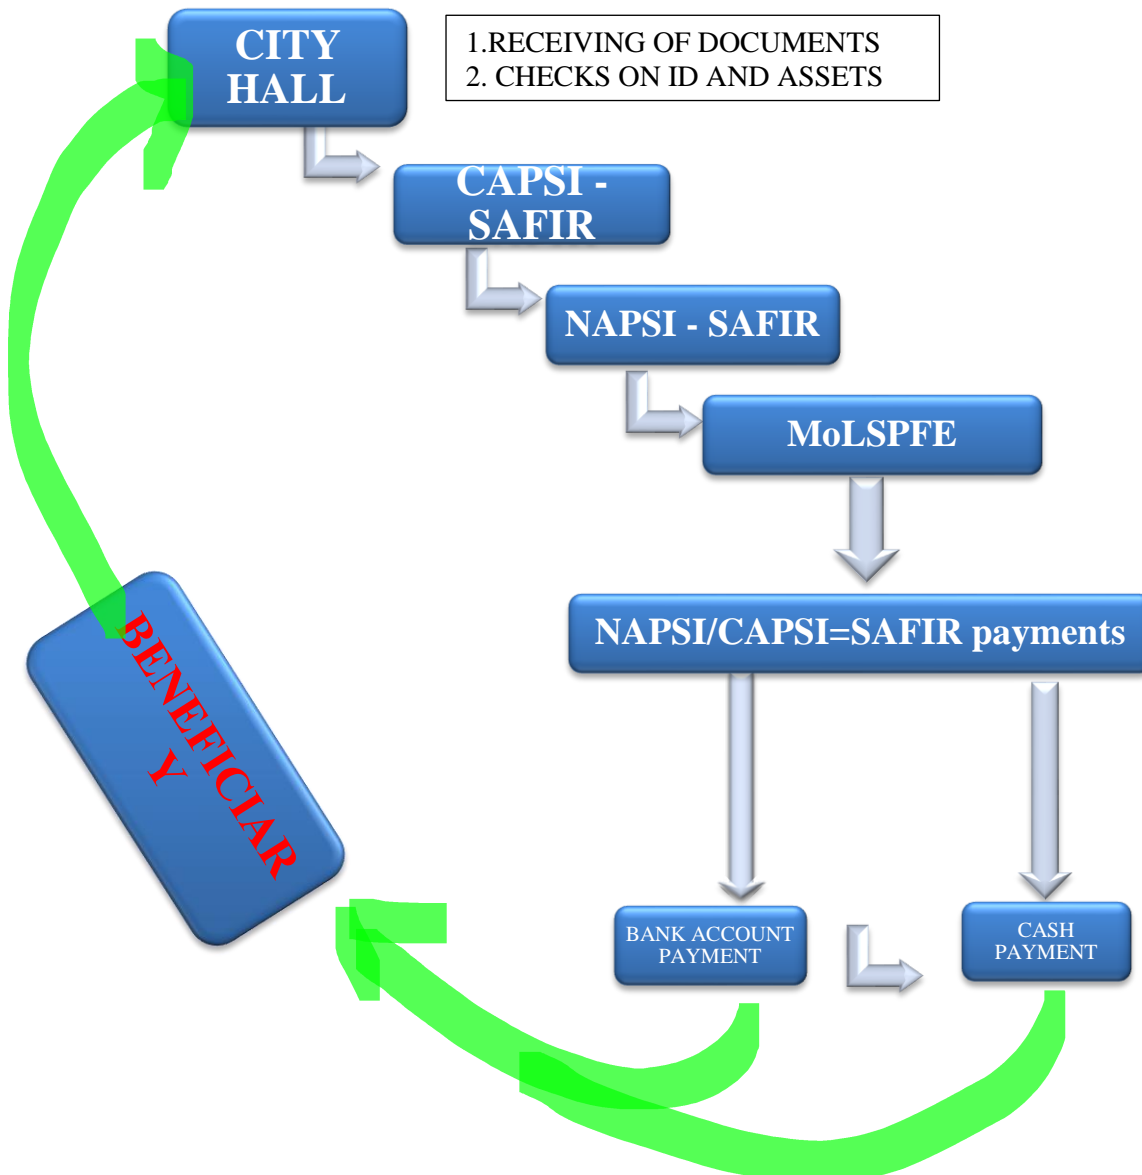 CITY
HALL
1.RECEIVING OF DOCUMENTS
2. CHECKS ON ID AND ASSETS
CAPSI -
SAFIR
NAPSI - SAFIR
MoLSPFE
NAPSI/CAPSI=SAFIR payments
BENEFICIAR
Y
BANK ACCOUNT
PAYMENT
CASH
PAYMENT